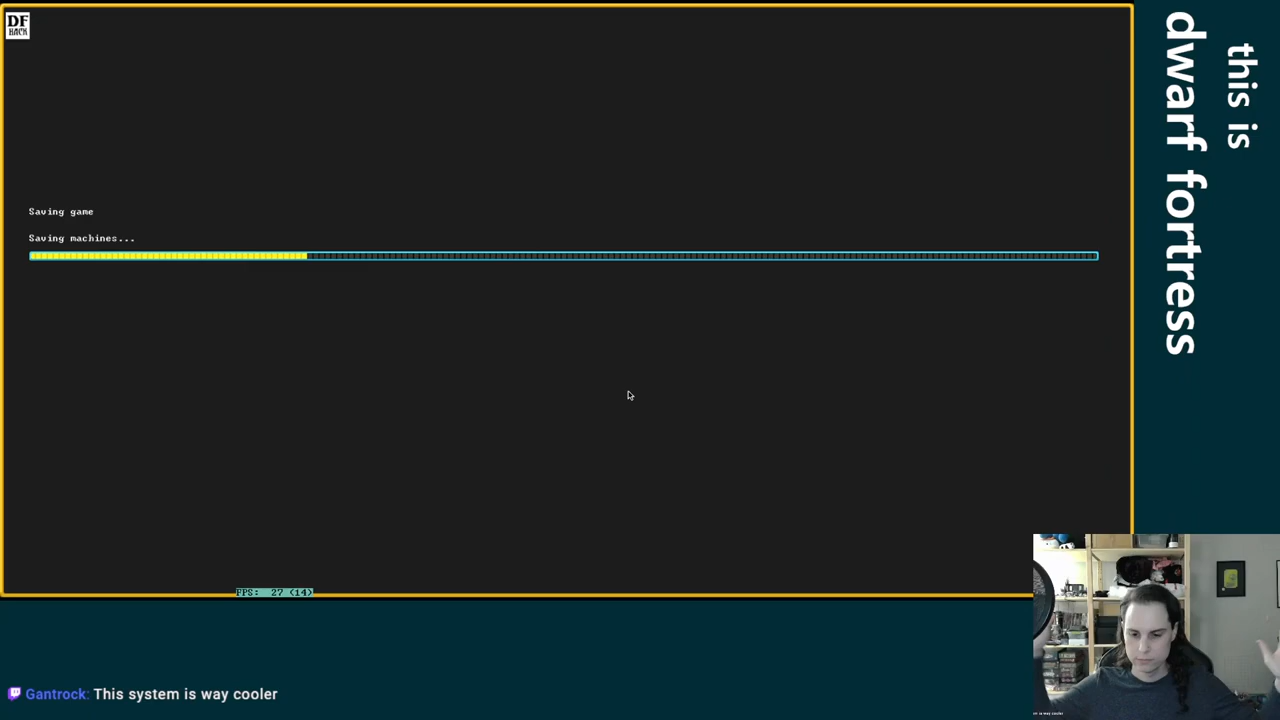 DF
HACK
Saving game
Saving machines...
FPS: 27 (14)
this is
dwarf fortress
Gantrock: This system is way cooler